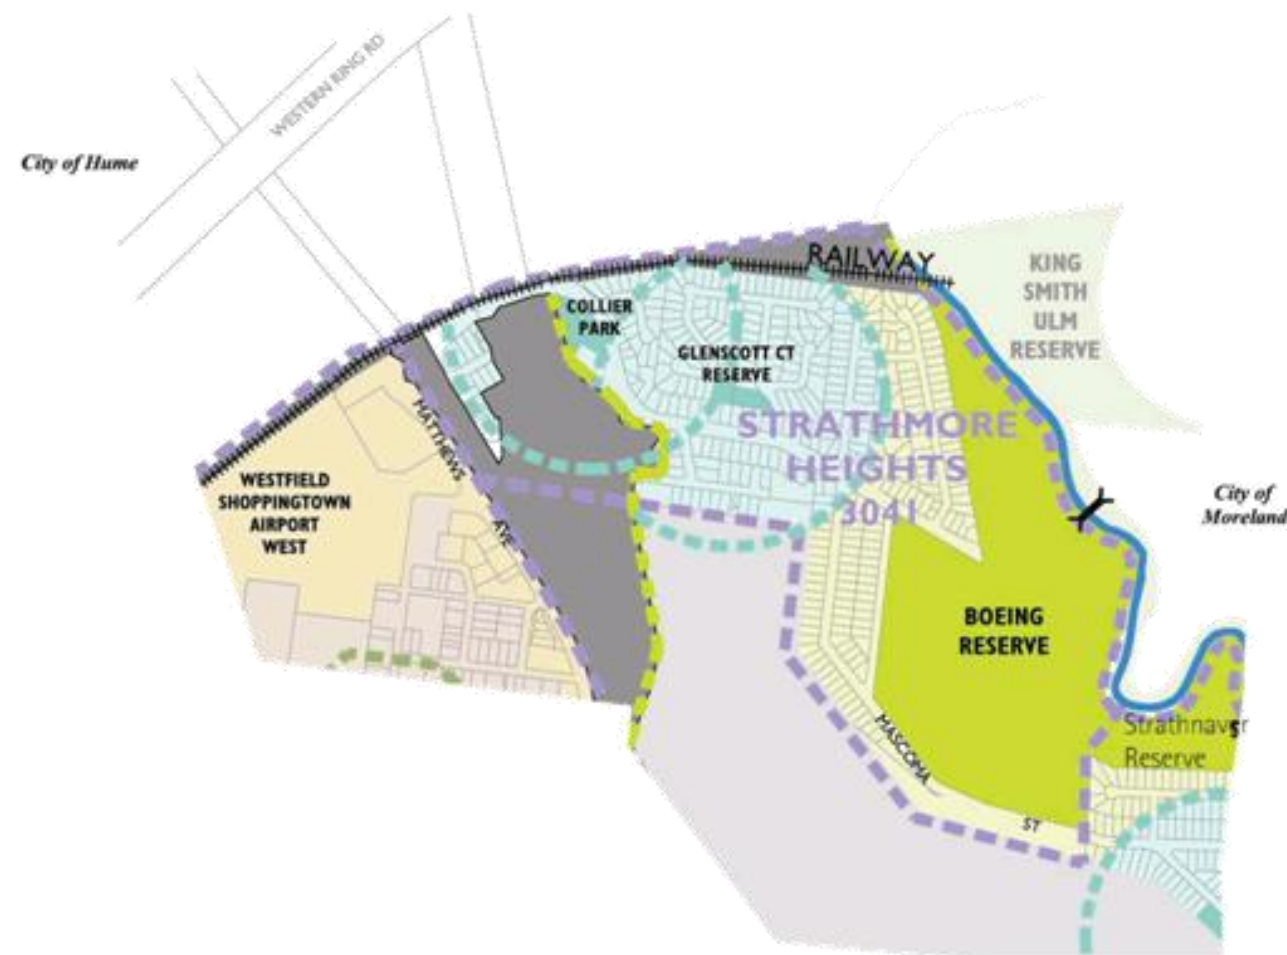 WESTERN RING RD
City of Hume
RAILWAY
KING
SMITH
ULM
RESERVE
COLLIER
PARK
GLENSCOTT CT
RESERVE
MATTHEWS
AVE
STRATHMORE
HEIGHTS
3041
WESTFIELD
SHOPPINGTOWN
AIRPORT
WEST
City of
Moreland
BOEING
RESERVE
MASCOMA
ST
Strathnaver
Reserve
S